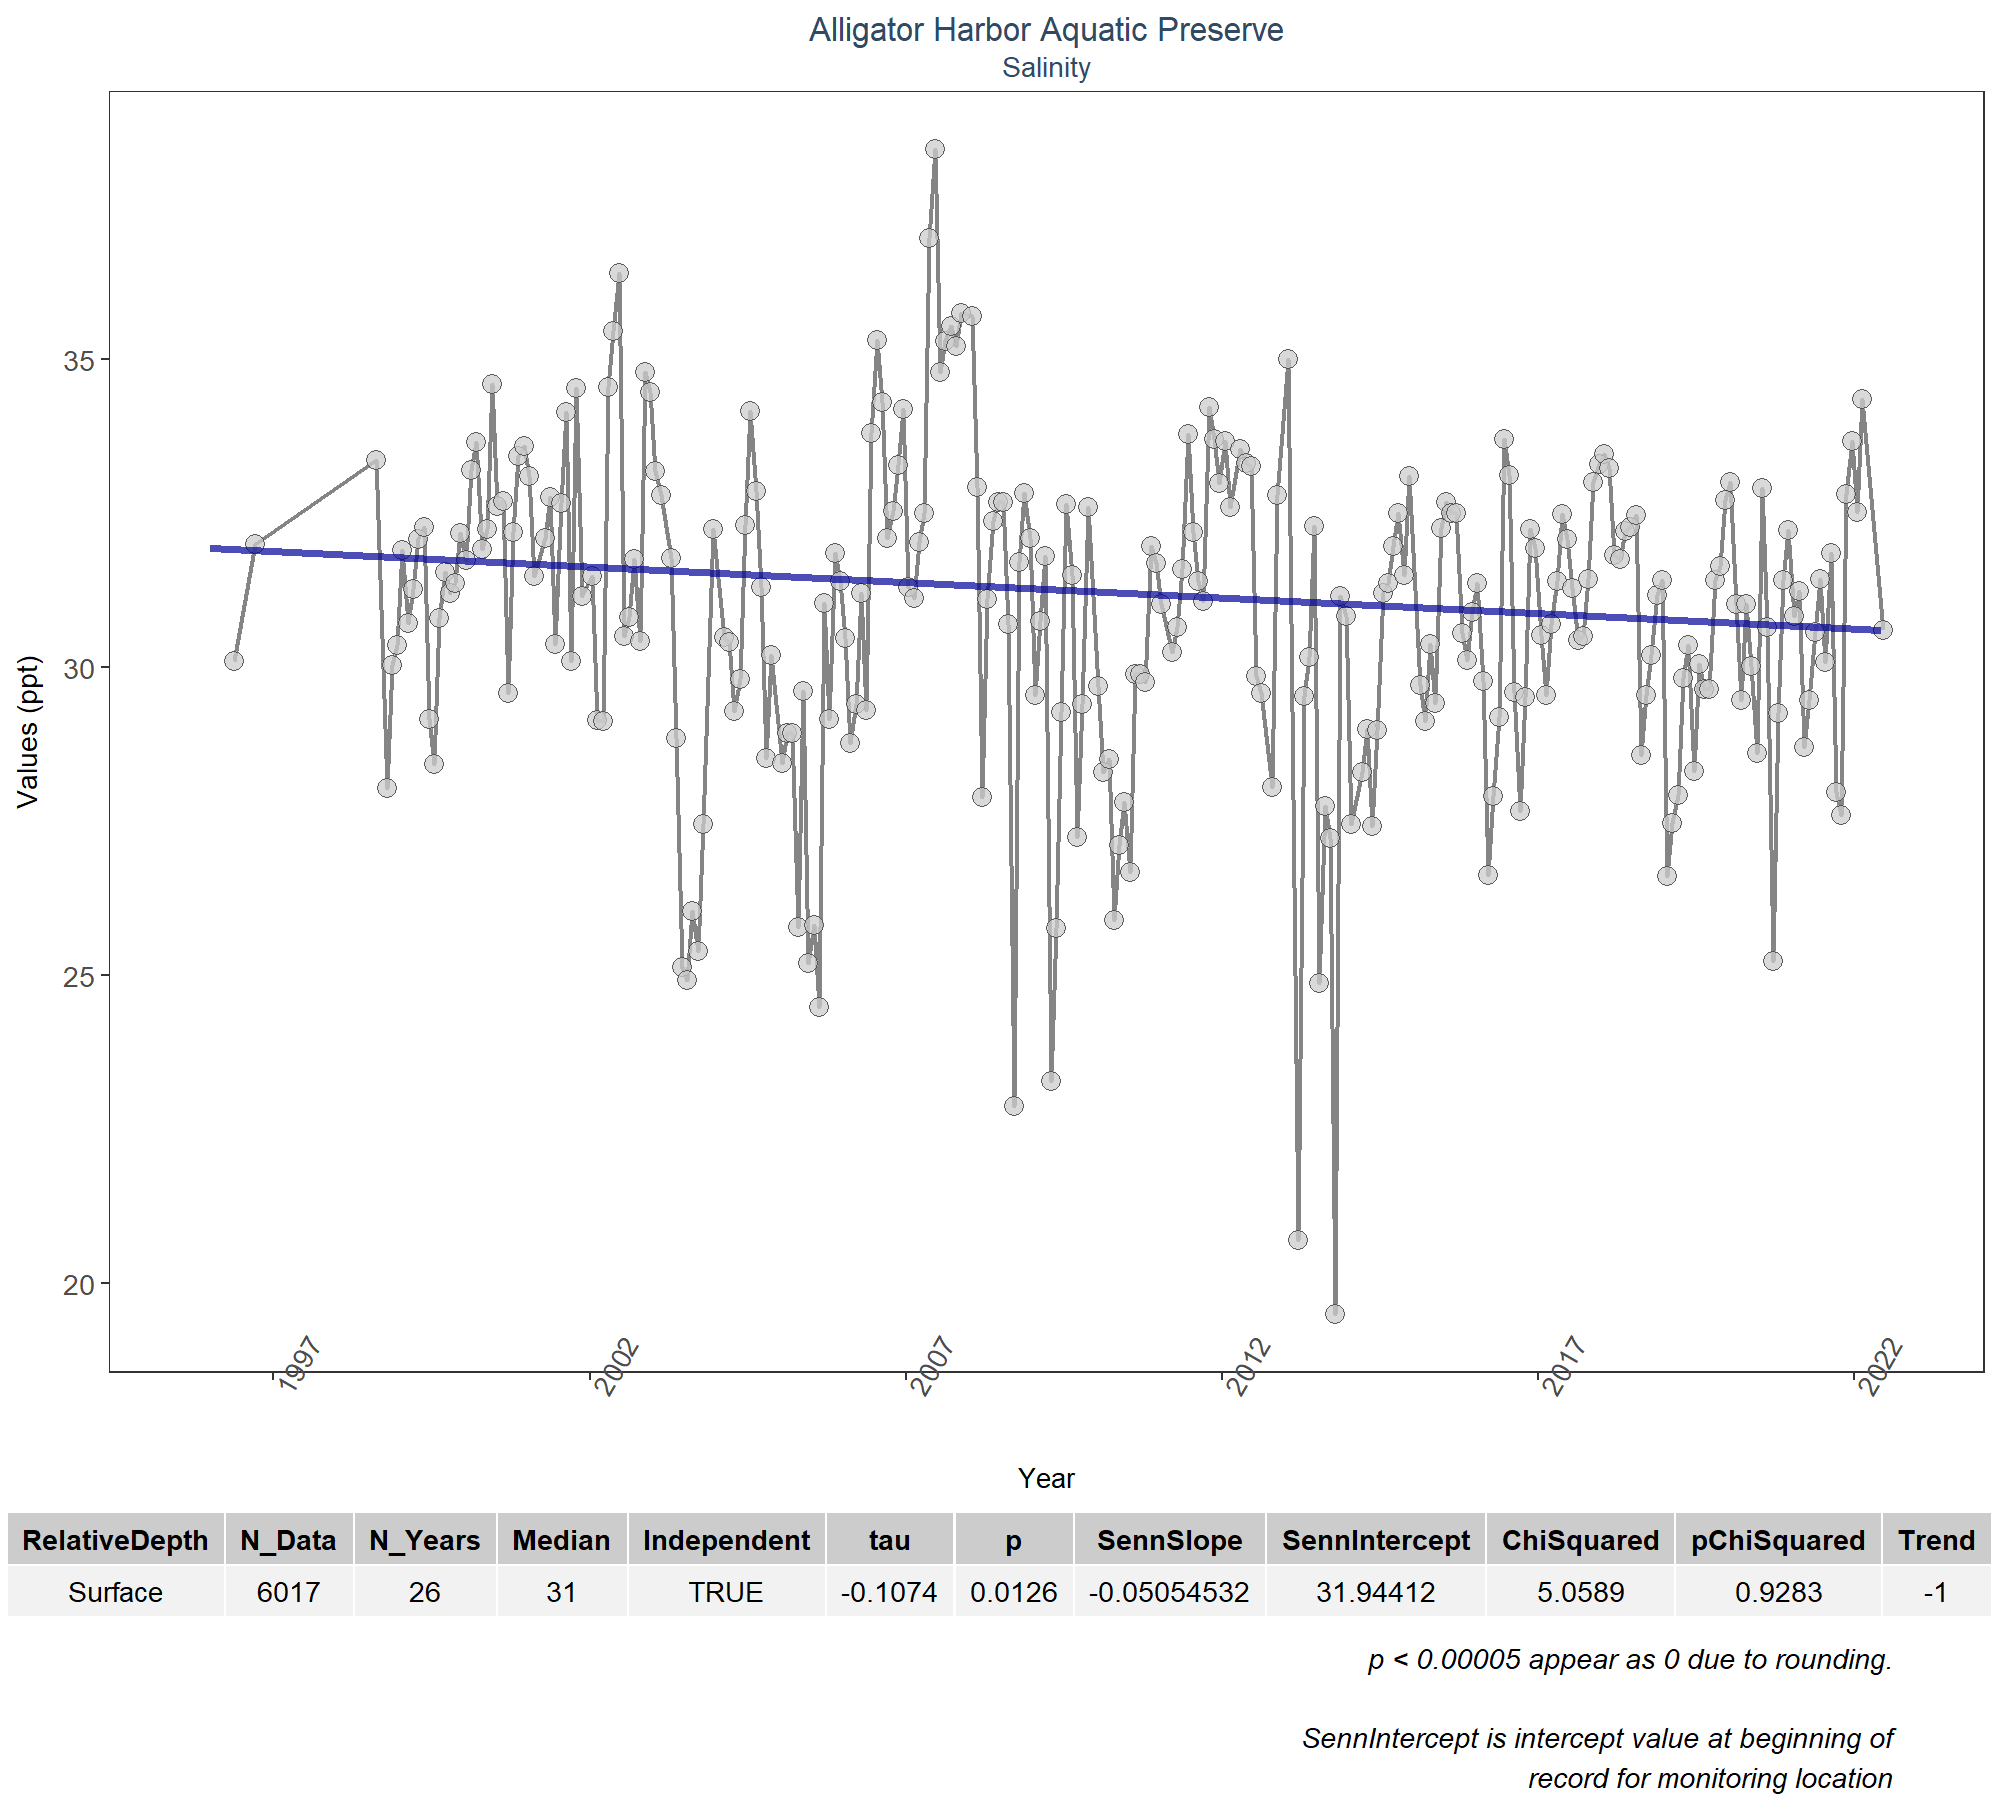 Alligator Harbor Aquatic Preserve
Salinity
Values (ppt)
35
30
25
20
1997
2002
2007
2012
2017
2022
Year
RelativeDepth N_Data N_Years Median Independent tau p SennSlope SennIntercept ChiSquared pChiSquared Trend
Surface 6017 26 31 TRUE -0.1074 0.0126 -0.05054532 31.94412 5.0589 0.9283 -1
p < 0.00005 appear as 0 due to rounding.
SennIntercept is intercept value at beginning of
record for monitoring location